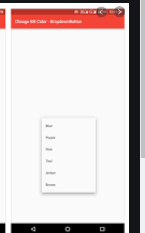 Change BG Color - DropdownButton
Blue
Purple
Pink
Teal
Amber
Brown